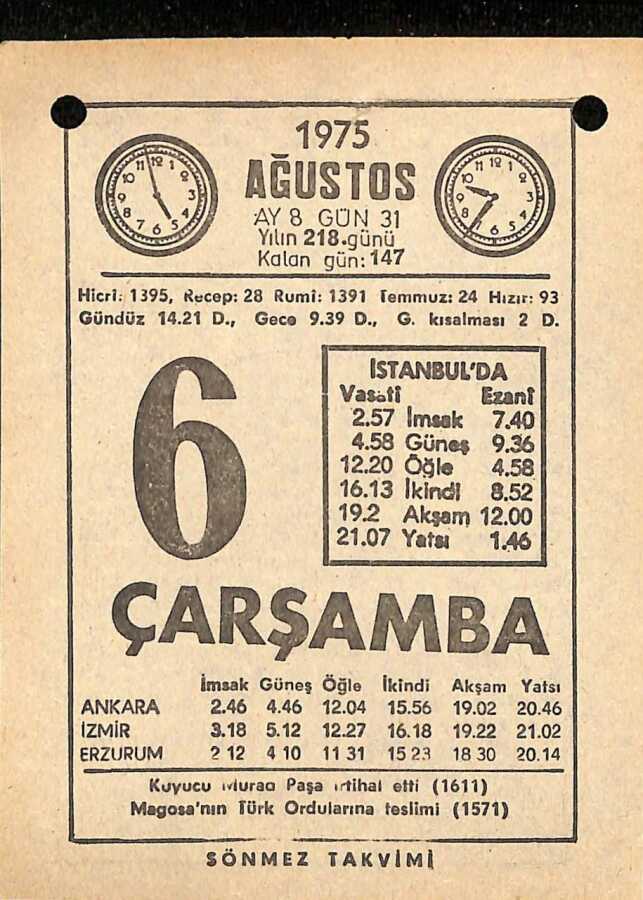 1975
AĞUSTOS
AY 8 GÜN 31
Yılın 218.günü
Kalan gün:147
Hicrî: 1395, Recep: 28 Rumî: 1391 Temmuz: 24 Hızır: 93
Gündüz 14.21 D., Gece 9.39 D., G. kısalması 2 D.
6
İSTANBUL'DA
Vasatî Ezanî
2.57 İmsak 7.40
4.58 Güneş 9.36
12.20 Öğle 4.58
16.13 İkindi 8.52
19.2 Akşam 12.00
21.07 Yatsı 1.46
ÇARŞAMBA
İmsak Güneş Öğle İkindi Akşam Yatsı
ANKARA 2.46 4.46 12.04 15.56 19.02 20.46
İZMİR 3.18 5.12 12.27 16.18 19.22 21.02
ERZURUM 2 12 4 10 11 31 15 23 18 30 20.14
Kuyucu Murad Paşa irtihal etti (1611)
Magosa'nın Türk Ordularına teslimi (1571)
SÖNMEZ TAKVİMİ